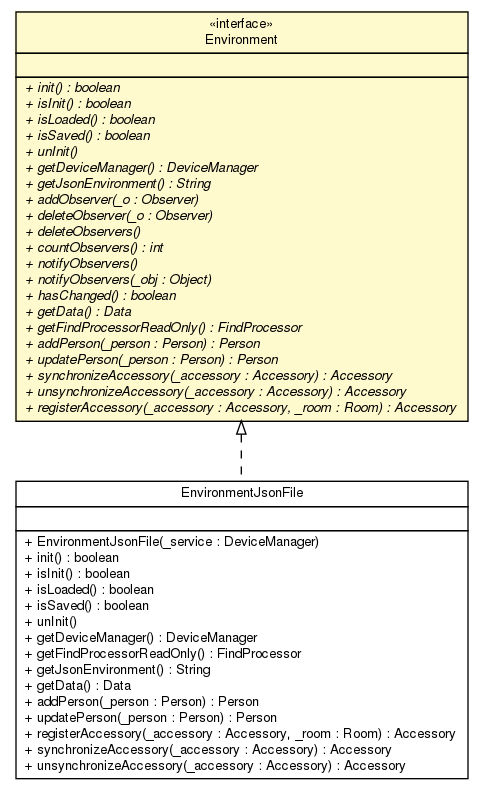 «interface»
Environment
+ init() : boolean
+ isInit() : boolean
+ isLoaded() : boolean
+ isSaved() : boolean
+ unInit()
+ getDeviceManager() : DeviceManager
+ getJsonEnvironment() : String
+ addObserver(_o : Observer)
+ deleteObserver(_o : Observer)
+ deleteObservers()
+ countObservers() : int
+ notifyObservers()
+ notifyObservers(_obj : Object)
+ hasChanged() : boolean
+ getData() : Data
+ getFindProcessorReadOnly() : FindProcessor
+ addPerson(_person : Person) : Person
+ updatePerson(_person : Person) : Person
+ synchronizeAccessory(_accessory : Accessory) : Accessory
+ unsynchronizeAccessory(_accessory : Accessory) : Accessory
+ registerAccessory(_accessory : Accessory, _room : Room) : Accessory
EnvironmentJsonFile
+ EnvironmentJsonFile(_service : DeviceManager)
+ init() : boolean
+ isInit() : boolean
+ isLoaded() : boolean
+ isSaved() : boolean
+ unInit()
+ getDeviceManager() : DeviceManager
+ getFindProcessorReadOnly() : FindProcessor
+ getJsonEnvironment() : String
+ getData() : Data
+ addPerson(_person : Person) : Person
+ updatePerson(_person : Person) : Person
+ registerAccessory(_accessory : Accessory, _room : Room) : Accessory
+ synchronizeAccessory(_accessory : Accessory) : Accessory
+ unsynchronizeAccessory(_accessory : Accessory) : Accessory